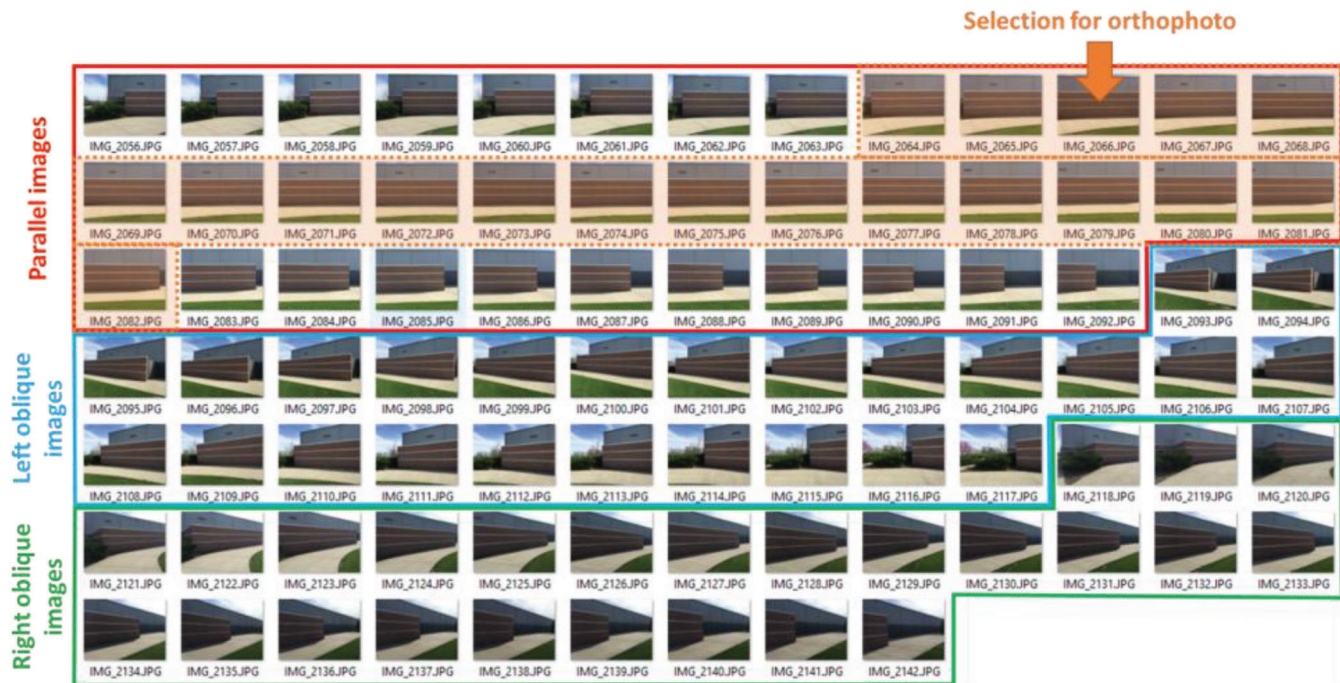 Selection for orthophoto
Parallel images
IMG_2056.JPG IMG_2057.JPG IMG_2058.JPG IMG_2059.JPG IMG_2060.JPG IMG_2061.JPG IMG_2062.JPG IMG_2063.JPG IMG_2064.JPG IMG_2065.JPG IMG_2066.JPG IMG_2067.JPG IMG_2068.JPG
IMG_2069.JPG IMG_2070.JPG IMG_2071.JPG IMG_2072.JPG IMG_2073.JPG IMG_2074.JPG IMG_2075.JPG IMG_2076.JPG IMG_2077.JPG IMG_2078.JPG IMG_2079.JPG IMG_2080.JPG IMG_2081.JPG
IMG_2082.JPG IMG_2083.JPG IMG_2084.JPG IMG_2085.JPG IMG_2086.JPG IMG_2087.JPG IMG_2088.JPG IMG_2089.JPG IMG_2090.JPG IMG_2091.JPG IMG_2092.JPG IMG_2093.JPG IMG_2094.JPG
Left oblique
images
IMG_2095.JPG IMG_2096.JPG IMG_2097.JPG IMG_2098.JPG IMG_2099.JPG IMG_2100.JPG IMG_2101.JPG IMG_2102.JPG IMG_2103.JPG IMG_2104.JPG IMG_2105.JPG IMG_2106.JPG IMG_2107.JPG
IMG_2108.JPG IMG_2109.JPG IMG_2110.JPG IMG_2111.JPG IMG_2112.JPG IMG_2113.JPG IMG_2114.JPG IMG_2115.JPG IMG_2116.JPG IMG_2117.JPG IMG_2118.JPG IMG_2119.JPG IMG_2120.JPG
Right oblique
images
IMG_2121.JPG IMG_2122.JPG IMG_2123.JPG IMG_2124.JPG IMG_2125.JPG IMG_2126.JPG IMG_2127.JPG IMG_2128.JPG IMG_2129.JPG IMG_2130.JPG IMG_2131.JPG IMG_2132.JPG IMG_2133.JPG
IMG_2134.JPG IMG_2135.JPG IMG_2136.JPG IMG_2137.JPG IMG_2138.JPG IMG_2139.JPG IMG_2140.JPG IMG_2141.JPG IMG_2142.JPG